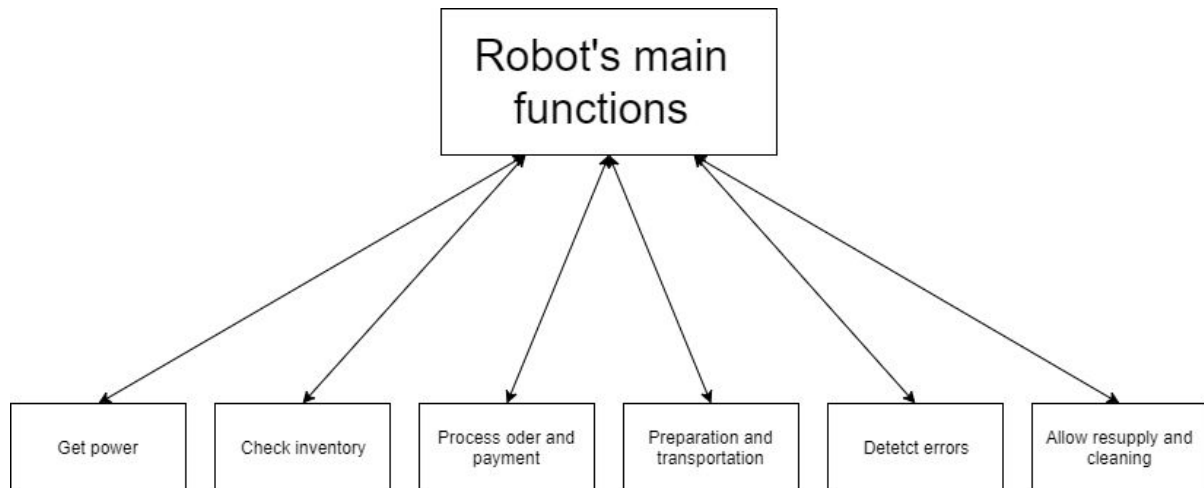 Robot's main
functions
Get power
Check inventory
Process oder and
payment
Preparation and
transportation
Detetct errors
Allow resupply and
cleaning